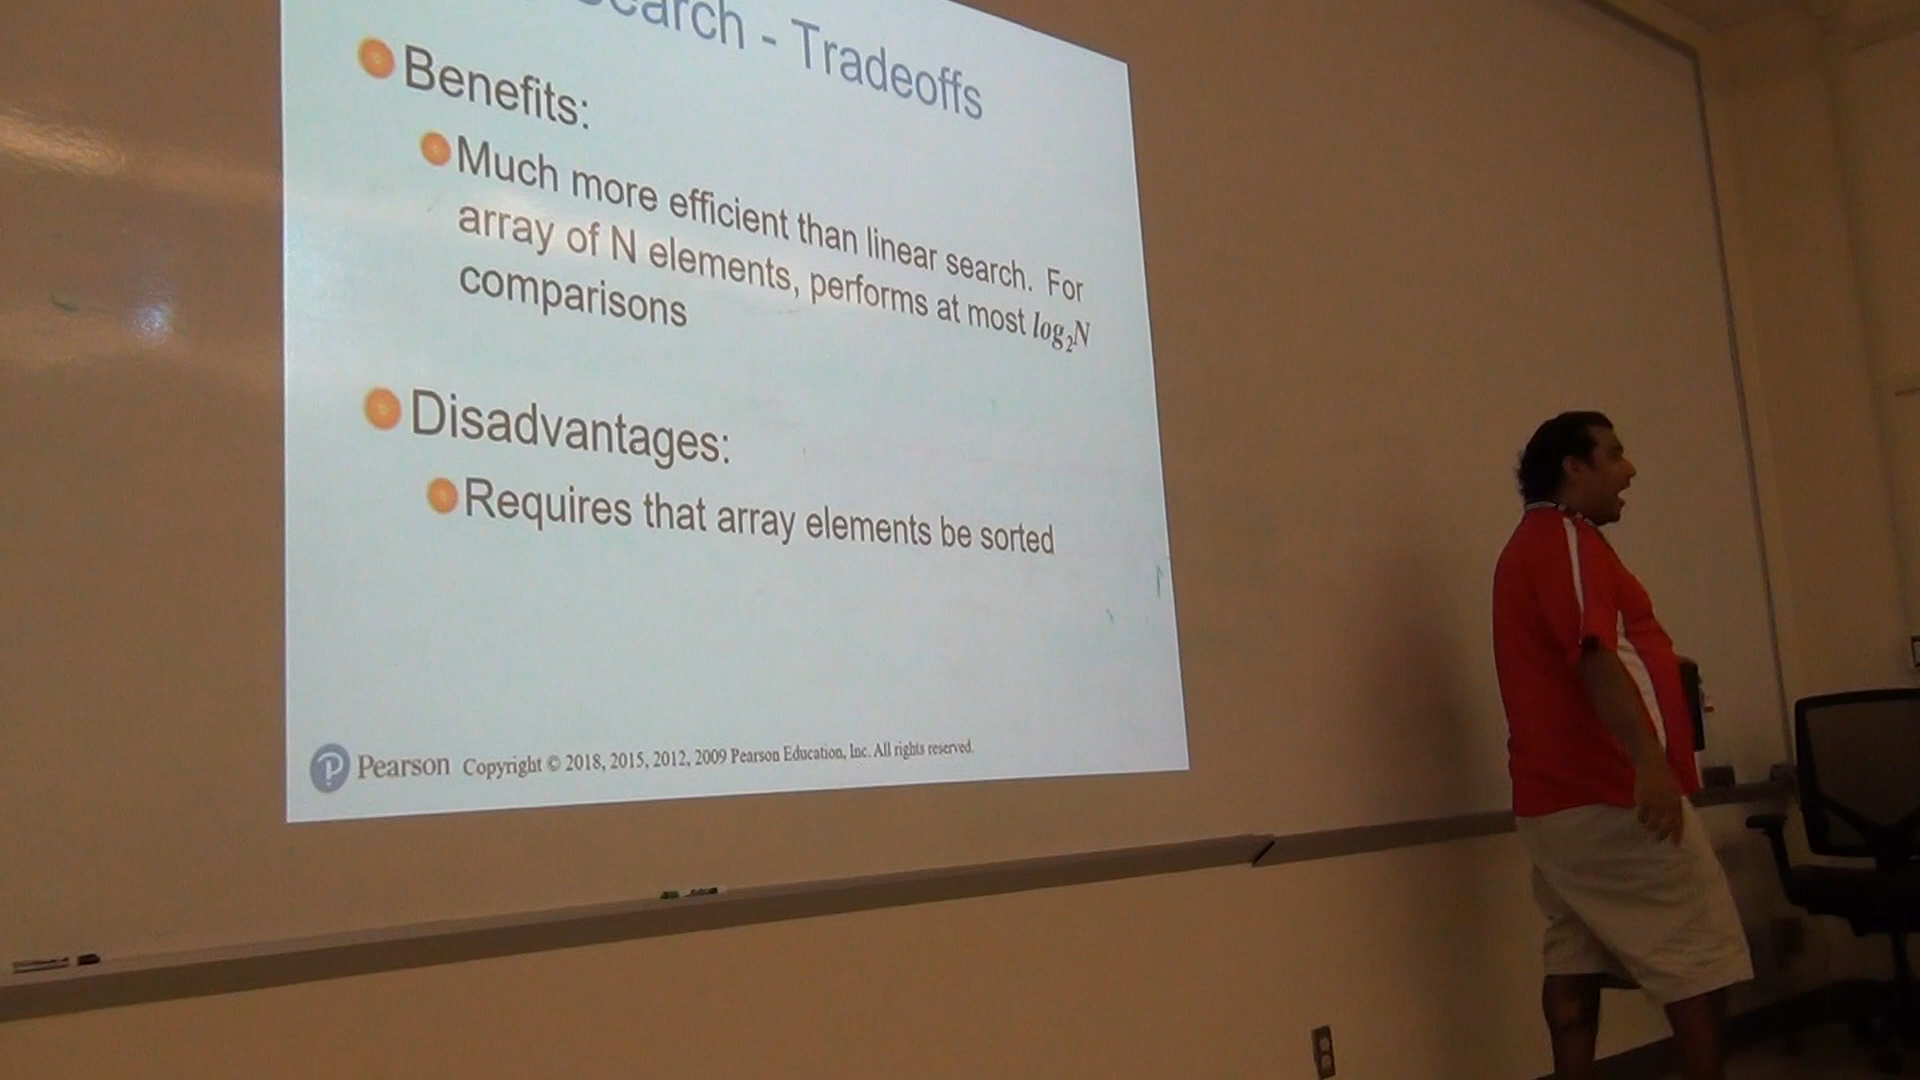 Search - Tradeoffs
Benefits:
Much more efficient than linear search. For
array of N elements, performs at most log₂N
comparisons
Disadvantages:
Requires that array elements be sorted
Pearson Copyright © 2018, 2015, 2012, 2009 Pearson Education, Inc. All rights reserved.